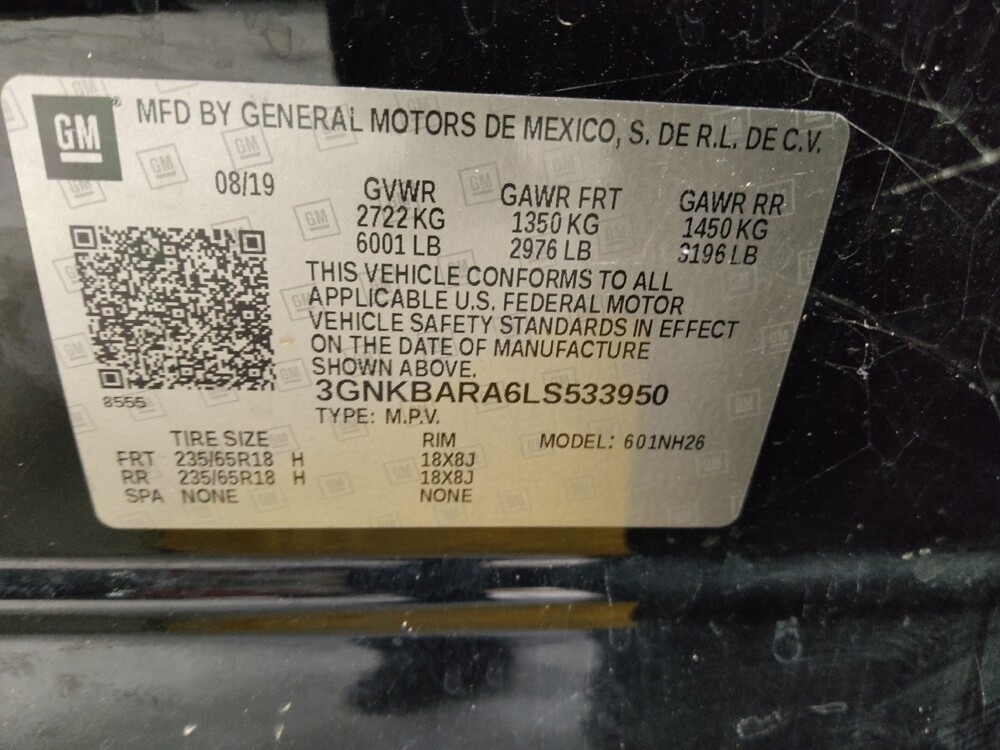 GM® MFD BY GENERAL MOTORS DE MEXICO, S. DE R.L. DE C.V.
08/19 GVWR GAWR FRT GAWR RR
2722 KG 1350 KG 1450 KG
6001 LB 2976 LB 3196 LB
THIS VEHICLE CONFORMS TO ALL
APPLICABLE U.S. FEDERAL MOTOR
VEHICLE SAFETY STANDARDS IN EFFECT
ON THE DATE OF MANUFACTURE
SHOWN ABOVE.
3GNKBARA6LS533950
8555
TYPE: M.P.V.
TIRE SIZE RIM MODEL: 601NH26
FRT 235/65R18 H 18X8J
RR 235/65R18 H 18X8J
SPA NONE NONE